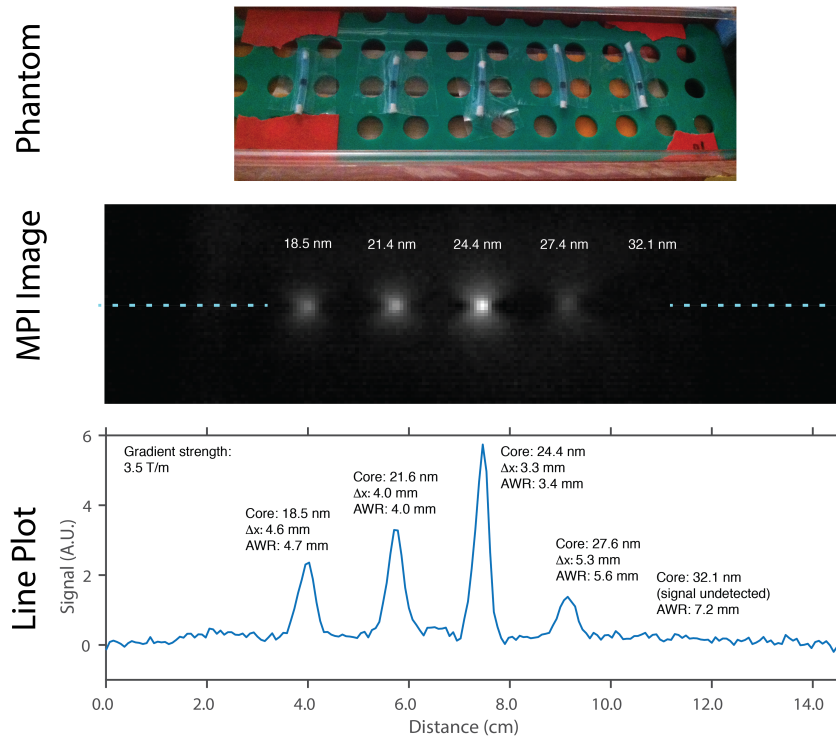 Phantom
MPI Image
18.5 nm 21.4 nm 24.4 nm 27.4 nm 32.1 nm
Line Plot
Signal (A.U.)
6
4
2
0
Gradient strength:
3.5 T/m
Core: 18.5 nm
Δx: 4.6 mm
AWR: 4.7 mm
Core: 21.6 nm
Δx: 4.0 mm
AWR: 4.0 mm
Core: 24.4 nm
Δx: 3.3 mm
AWR: 3.4 mm
Core: 27.6 nm
Δx: 5.3 mm
AWR: 5.6 mm
Core: 32.1 nm
(signal undetected)
AWR: 7.2 mm
0.0 2.0 4.0 6.0 8.0 10.0 12.0 14.0
Distance (cm)